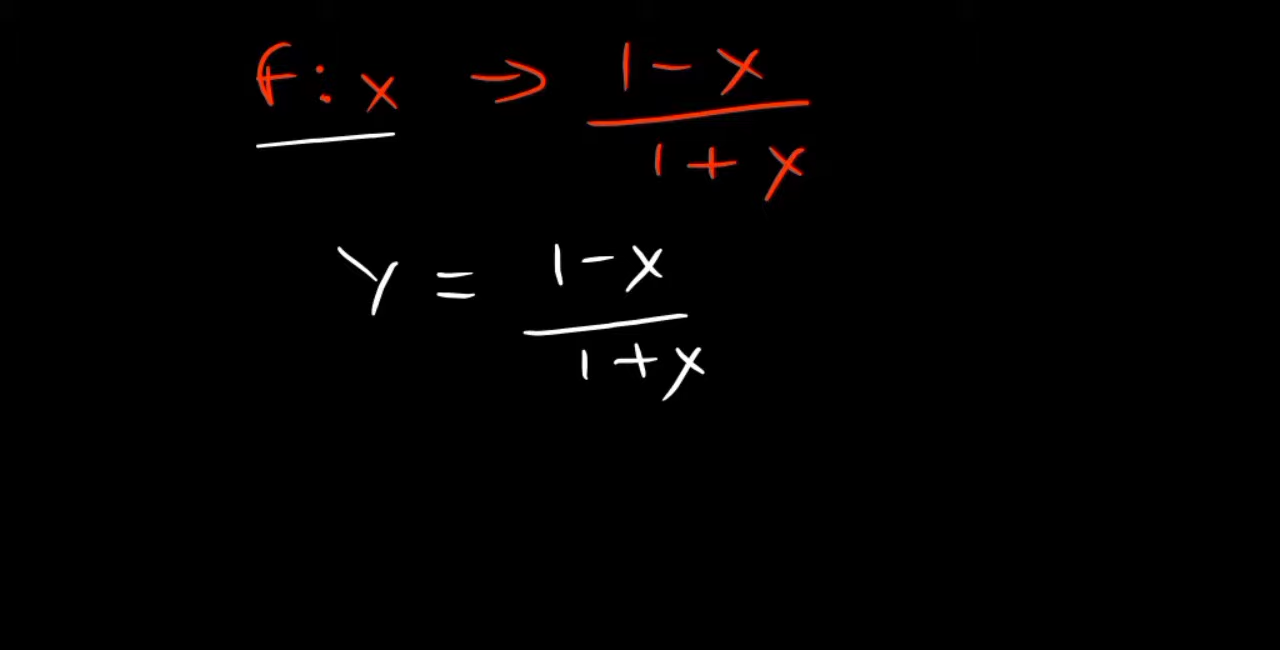 f : x → 1 - x / 1 + x
y = 1 - x / 1 + x